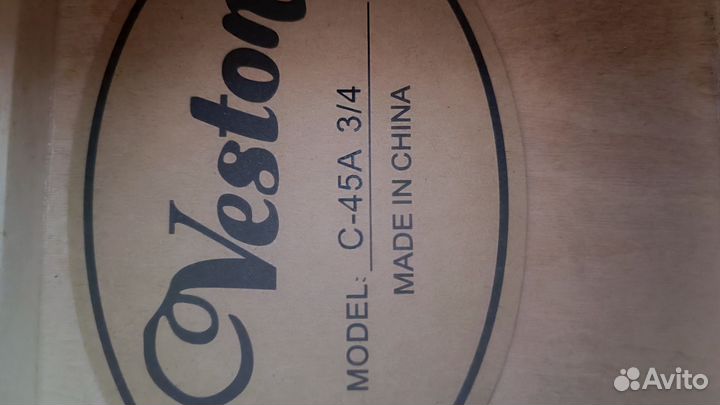 Veston
MODEL: C-45A 3/4
MADE IN CHINA
Avito